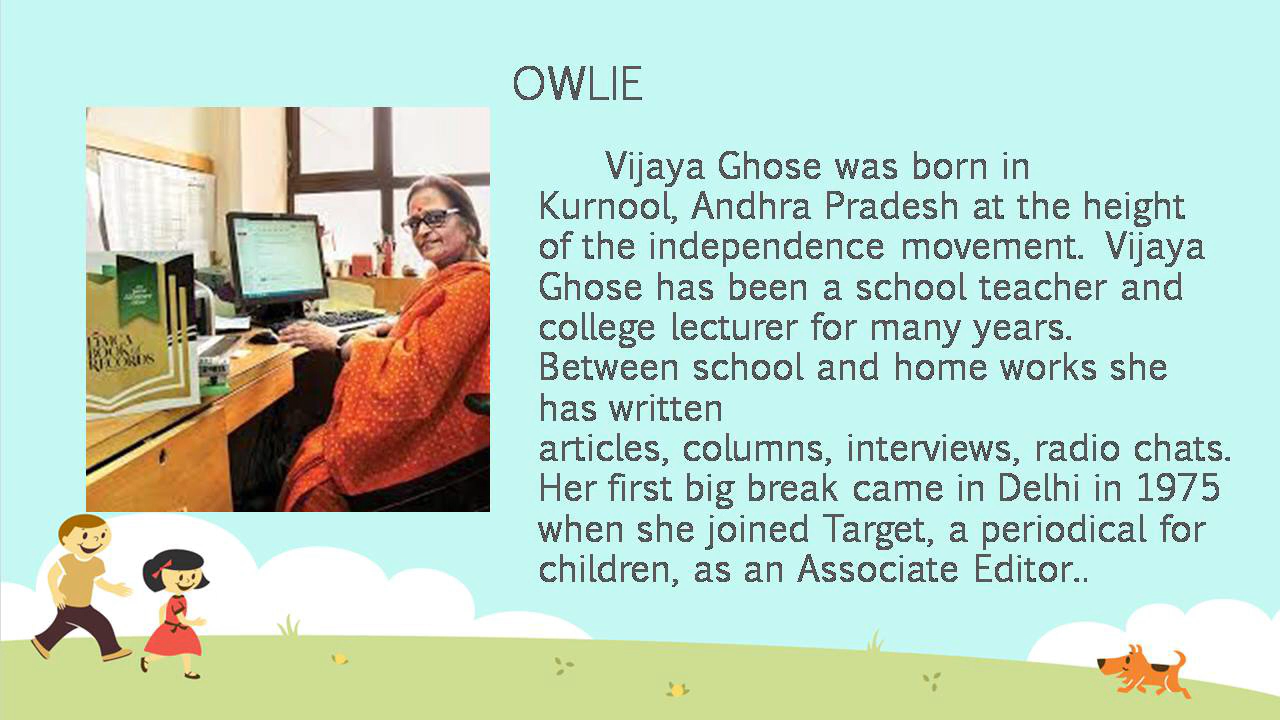 OWLIE
Vijaya Ghose was born in
Kurnool, Andhra Pradesh at the height
of the independence movement. Vijaya
Ghose has been a school teacher and
college lecturer for many years.
Between school and home works she
has written
articles, columns, interviews, radio chats.
Her first big break came in Delhi in 1975
when she joined Target, a periodical for
children, as an Associate Editor..
BOOK of
RECORDS